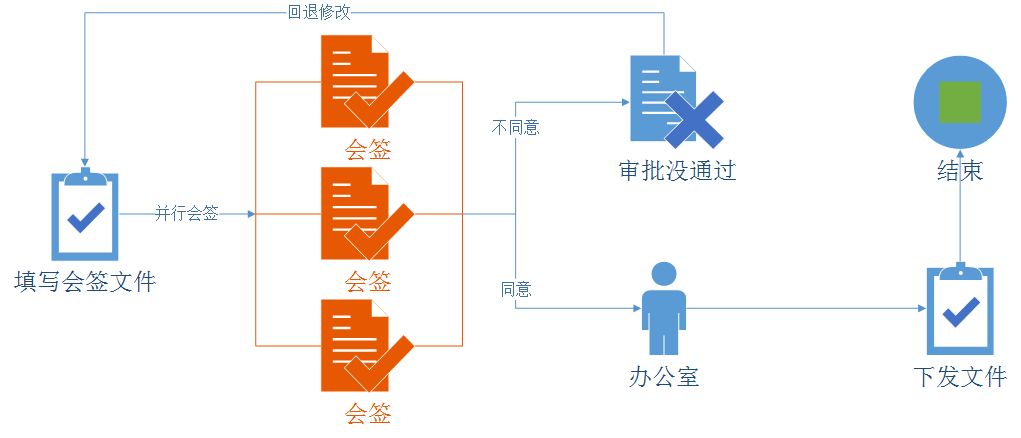 回退修改
会签
不同意
审批没通过
结束
并行会签
填写会签文件
会签
同意
办公室
下发文件
会签